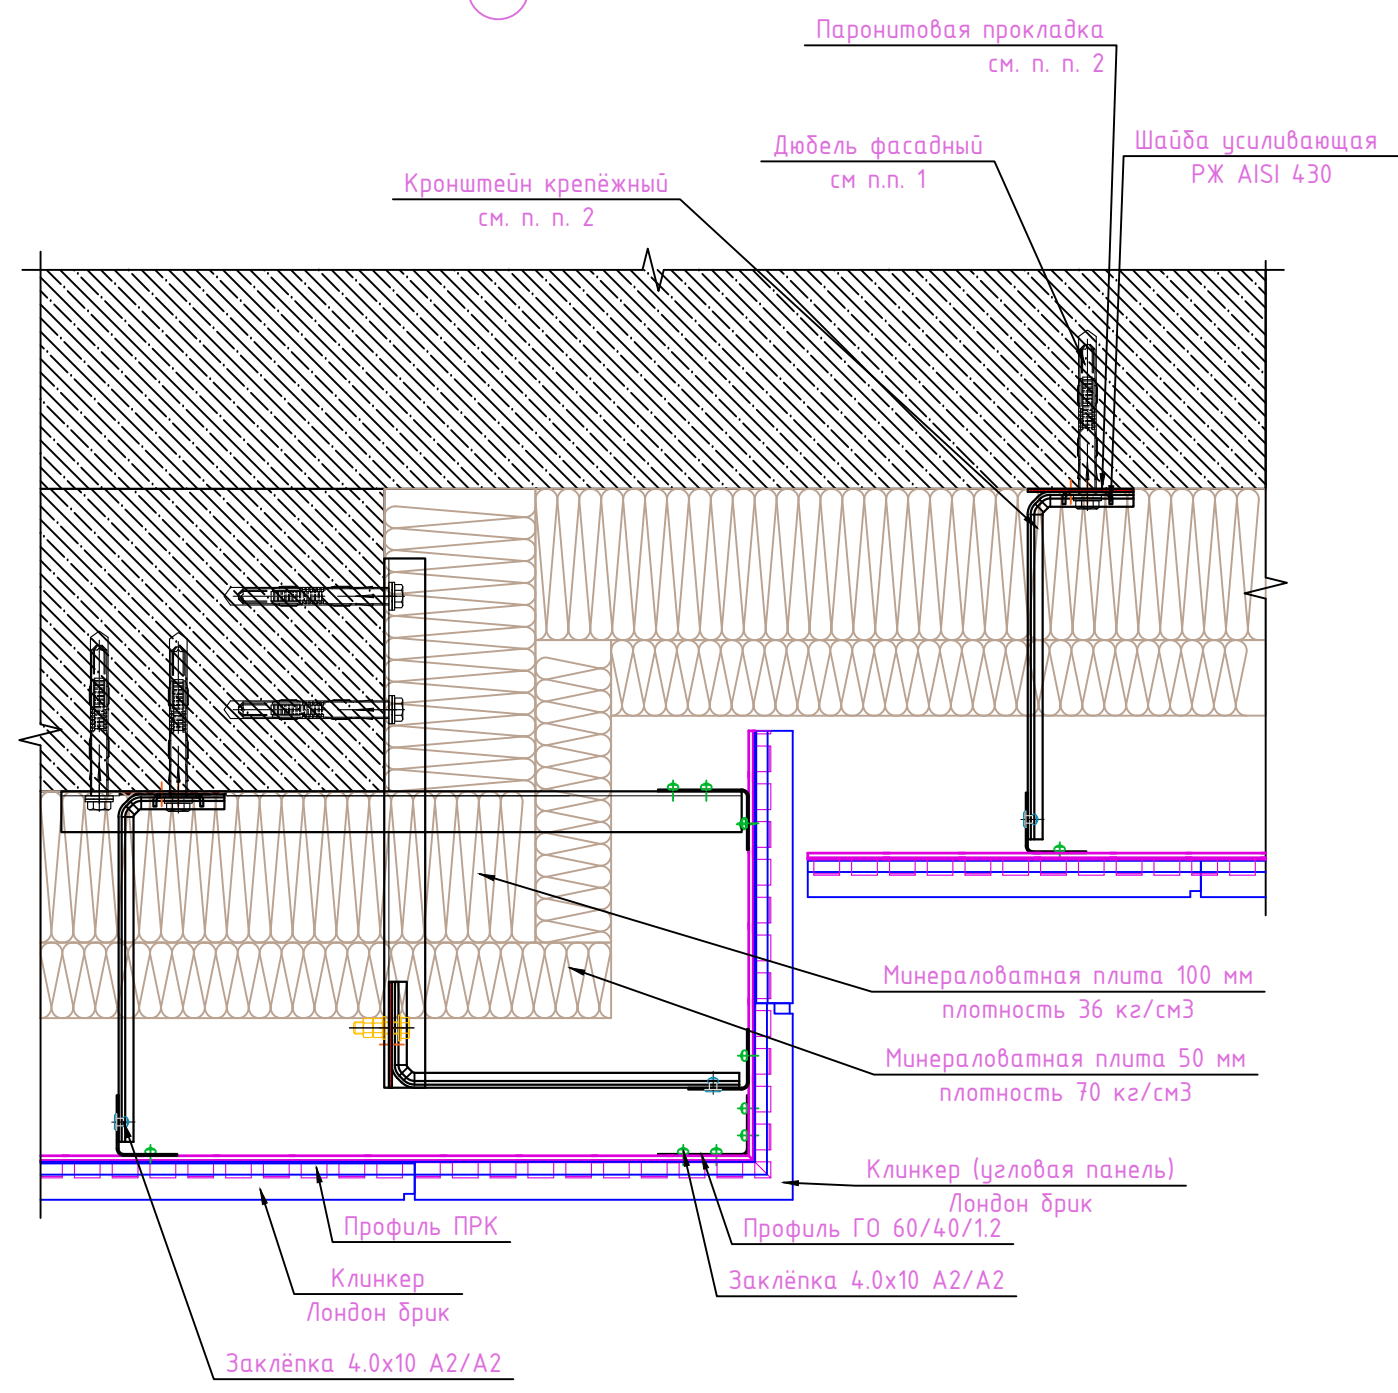 Паронитовая прокладка
см. п. п. 2
Дюбель фасадный
см п.п. 1
Шайба усиливающая
РЖ AISI 430
Кронштейн крепёжный
см. п. п. 2
Минераловатная плита 100 мм
плотность 36 кг/см3
Минераловатная плита 50 мм
плотность 70 кг/см3
Клинкер (угловая панель)
Лондон брик
Профиль ПРК
Профиль ГО 60/40/1.2
Клинкер
Лондон брик
Заклёпка 4.0х10 А2/А2
Заклёпка 4.0х10 А2/А2